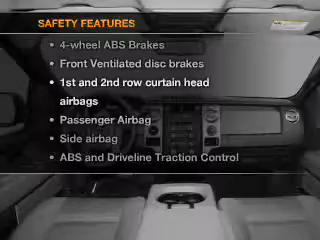 SAFETY FEATURES
• 4-wheel ABS Brakes
• Front Ventilated disc brakes
• 1st and 2nd row curtain head
airbags
• Passenger Airbag
• Side airbag
• ABS and Driveline Traction Control